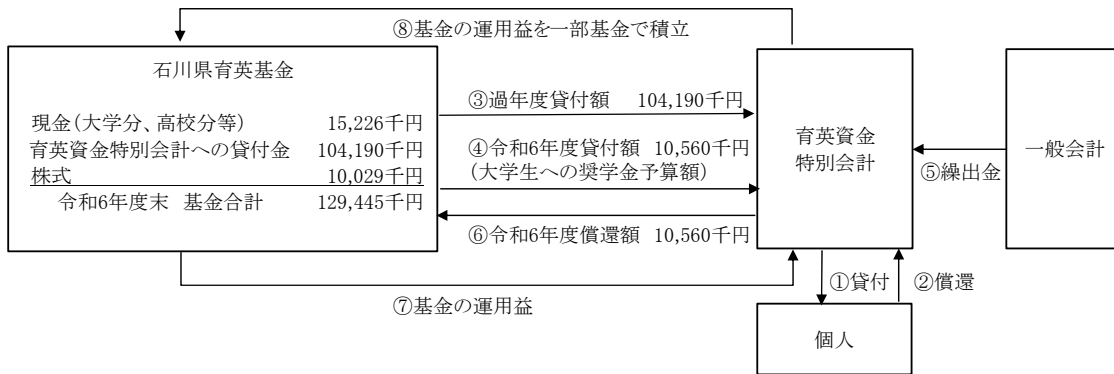 ⑧基金の運用益を一部基金で積立
石川県育英基金
現金(大学分、高校分等) 15,226千円
育英資金特別会計への貸付金 104,190千円
株式 10,029千円
令和6年度末 基金合計 129,445千円
③過年度貸付額 104,190千円
④令和6年度貸付額 10,560千円
(大学生への奨学金予算額)
⑥令和6年度償還額 10,560千円
⑦基金の運用益
育英資金
特別会計
⑤繰出金
一般会計
①貸付
②償還
個人